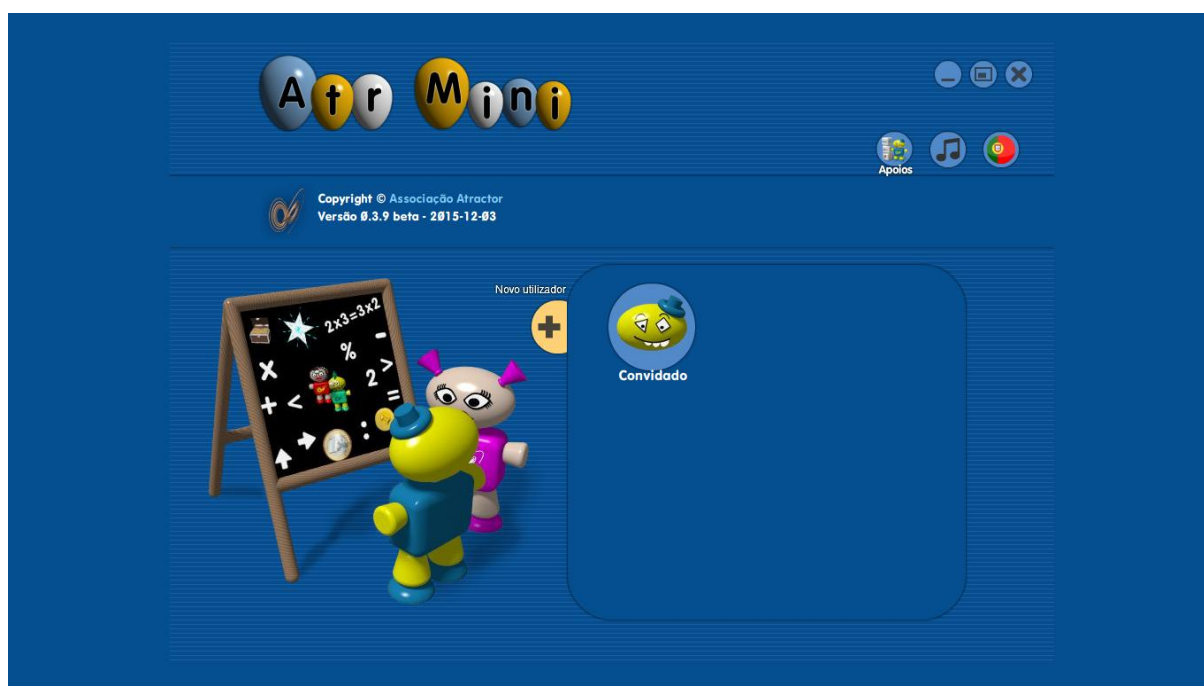 Atr Mini
Apoios
Copyright © Associação Atractor
Versão 0.3.9 beta - 2015-12-03
Novo utilizador
2x3=3x2
%
-
x
2
>
+
<
=
:
Convidado